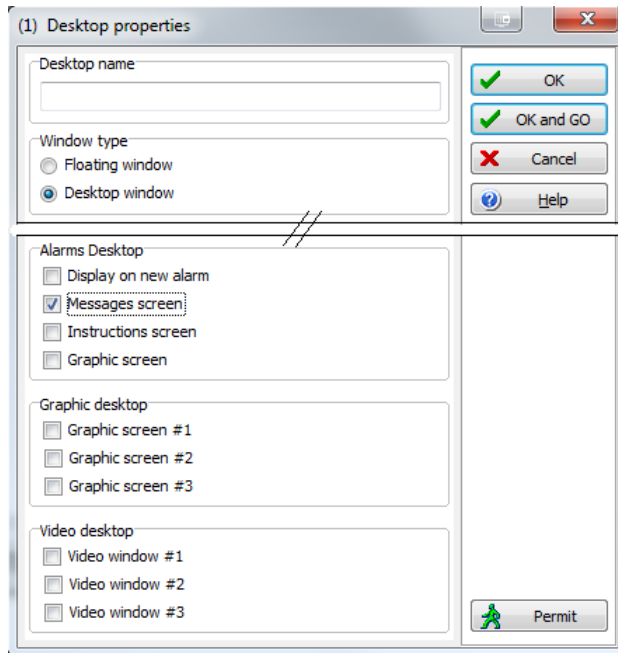 (1) Desktop properties
Desktop name
Window type
Floating window
Desktop window
Alarms Desktop
Display on new alarm
Messages screen
Instructions screen
Graphic screen
Graphic desktop
Graphic screen #1
Graphic screen #2
Graphic screen #3
Video desktop
Video window #1
Video window #2
Video window #3
OK
OK and GO
Cancel
Help
Permit